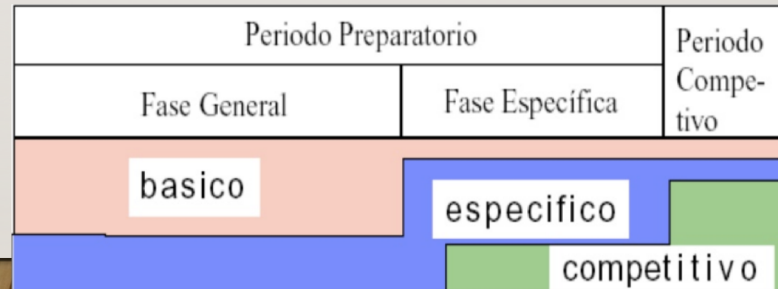 Periodo Preparatorio
Periodo
Compe-
tivo
Fase General
Fase Específica
basico
especifico
competitivo